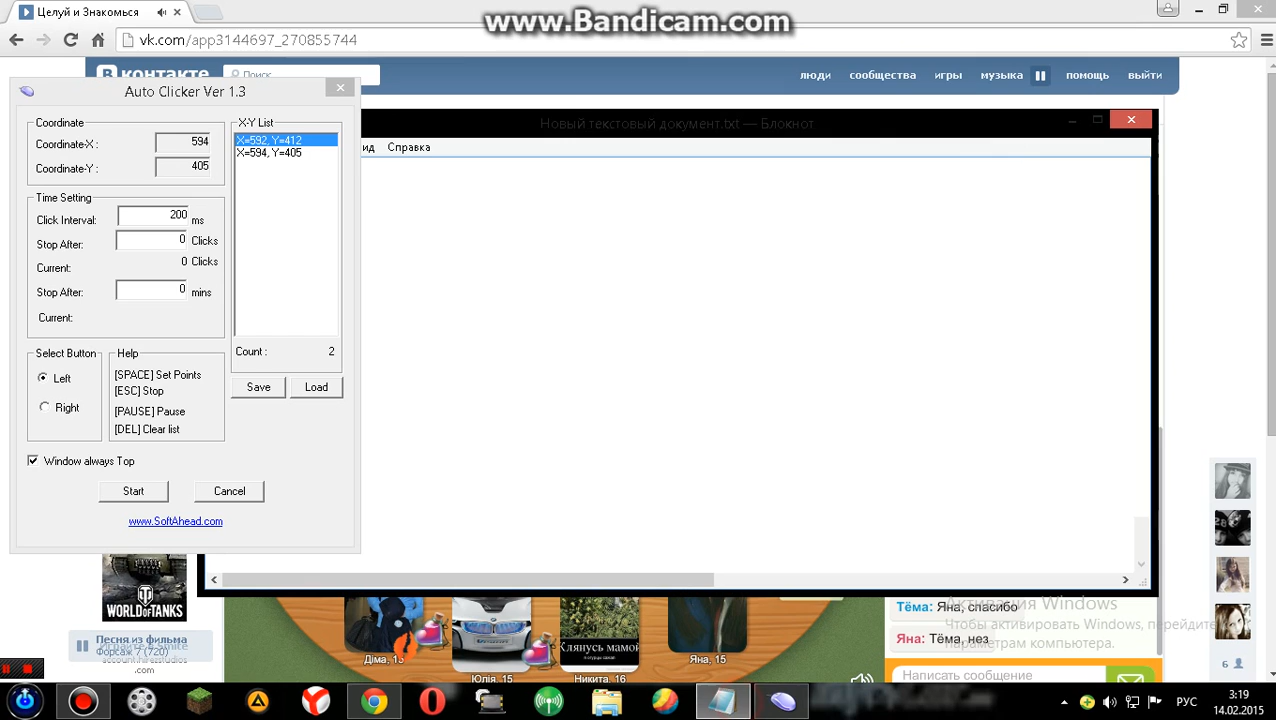 Целуй и Знакомься
www.Bandicam.com
vk.com/app3144697_270855744
В контакте
Поиск
люди сообщества игры музыка помощь выйти
Auto Clicker Ver 1.3
Новый текстовый документ.txt — Блокнот
ид Справка
Coordinate
Coordinate-X : 594
Coordinate-Y : 405
X-Y List
X=592, Y=412
X=594, Y=405
Time Setting
Click Interval: 200 ms
Stop After: 0 Clicks
Current: 0 Clicks
Stop After: 0 mins
Current:
Count : 2
Save Load
Select Button
Left
Right
Help
[SPACE] Set Points
[ESC] Stop
[PAUSE] Pause
[DEL] Clear list
Window always Top
Start Cancel
www.SoftAhead.com
WORLD OF TANKS
Песня из фильма
Форсаж 7 (720)
.com
Клянусь мамой
Діма, 15
Юлія, 15
Никита, 16
Яна, 15
Тёма: Яна, спасибо
Яна: Тёма, нез
Написать сообщение
Активация Windows
Чтобы активировать Windows, перейдите
параметрам компьютера.
6
РУС
3:19
14.02.2015